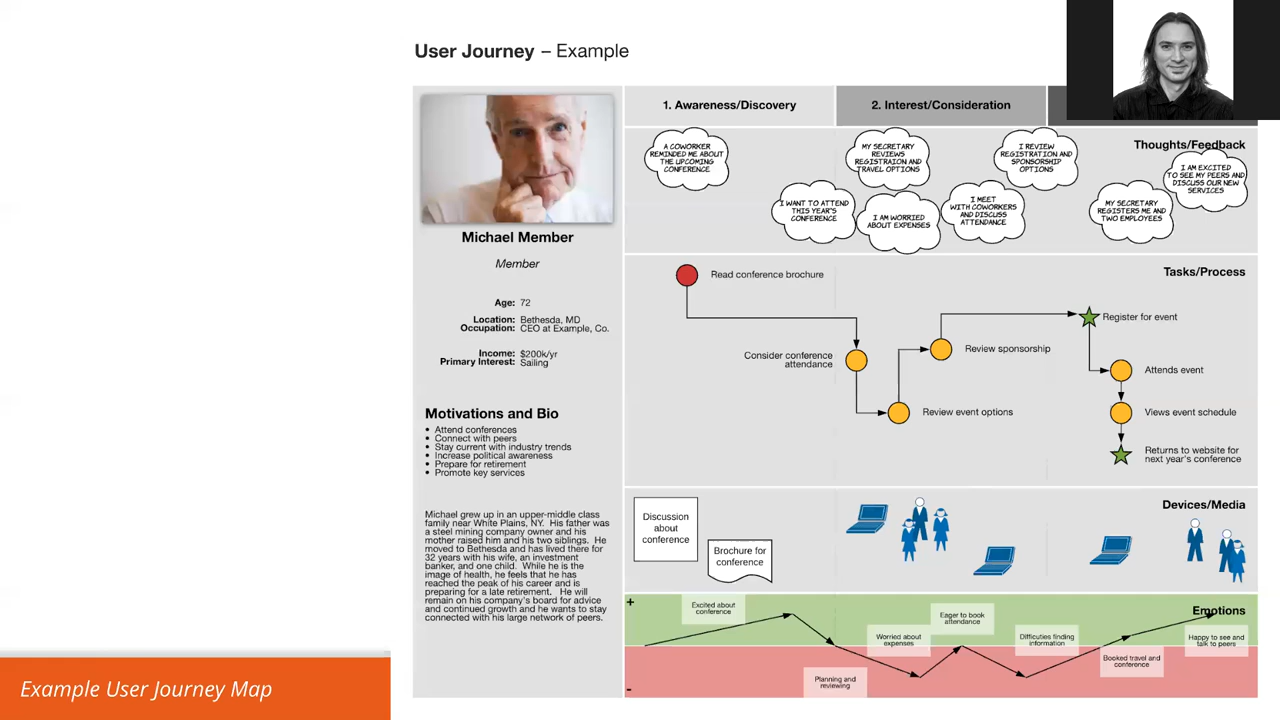 User Journey – Example
1. Awareness/Discovery
2. Interest/Consideration
Michael Member
Member
Age: 72
Location: Bethesda, MD
Occupation: CEO at Example, Co.
Income: $200k/yr
Primary Interest: Sailing
Motivations and Bio
• Attend conferences
• Connect with peers
• Stay current with industry trends
• Increase political awareness
• Prepare for retirement
• Promote key services
Michael grew up in an upper-middle class
family near White Plains, NY. His father was
a steel mining company owner and his
mother raised him and his two siblings. He
moved to Bethesda and has lived there for
32 years with his wife, an investment
banker, and one child. While he is the
image of health, he feels that he has
reached the peak of his career and is
preparing for a late retirement. He will
remain on his company's board for advice
and continued growth and he wants to stay
connected with his large network of peers.
Thoughts/Feedback
A COWORKER
REMINDED ME ABOUT
THE UPCOMING
CONFERENCE
I WANT TO ATTEND
THIS YEAR'S
CONFERENCE
MY SECRETARY
REVIEWS
REGISTRAION AND
TRAVEL OPTIONS
I AM WORRIED
ABOUT EXPENSES
I MEET
WITH COWORKERS
AND DISCUSS
ATTENDANCE
I REVIEW
REGISTRATION AND
SPONSORSHIP
OPTIONS
MY SECRETARY
REGISTERS ME AND
TWO EMPLOYEES
I AM EXCITED
TO SEE MY PEERS AND
DISCUSS OUR NEW
SERVICES
Tasks/Process
Read conference brochure
Consider conference
attendance
Review event options
Review sponsorship
Register for event
Attends event
Views event schedule
Returns to website for
next year's conference
Devices/Media
Discussion
about
conference
Brochure for
conference
Emotions
+
-
Excited about
conference
Planning and
reviewing
Worried about
expenses
Eager to book
attendance
Difficuties finding
information
Booked travel and
conference
Happy to see and
talk to peers
Example User Journey Map